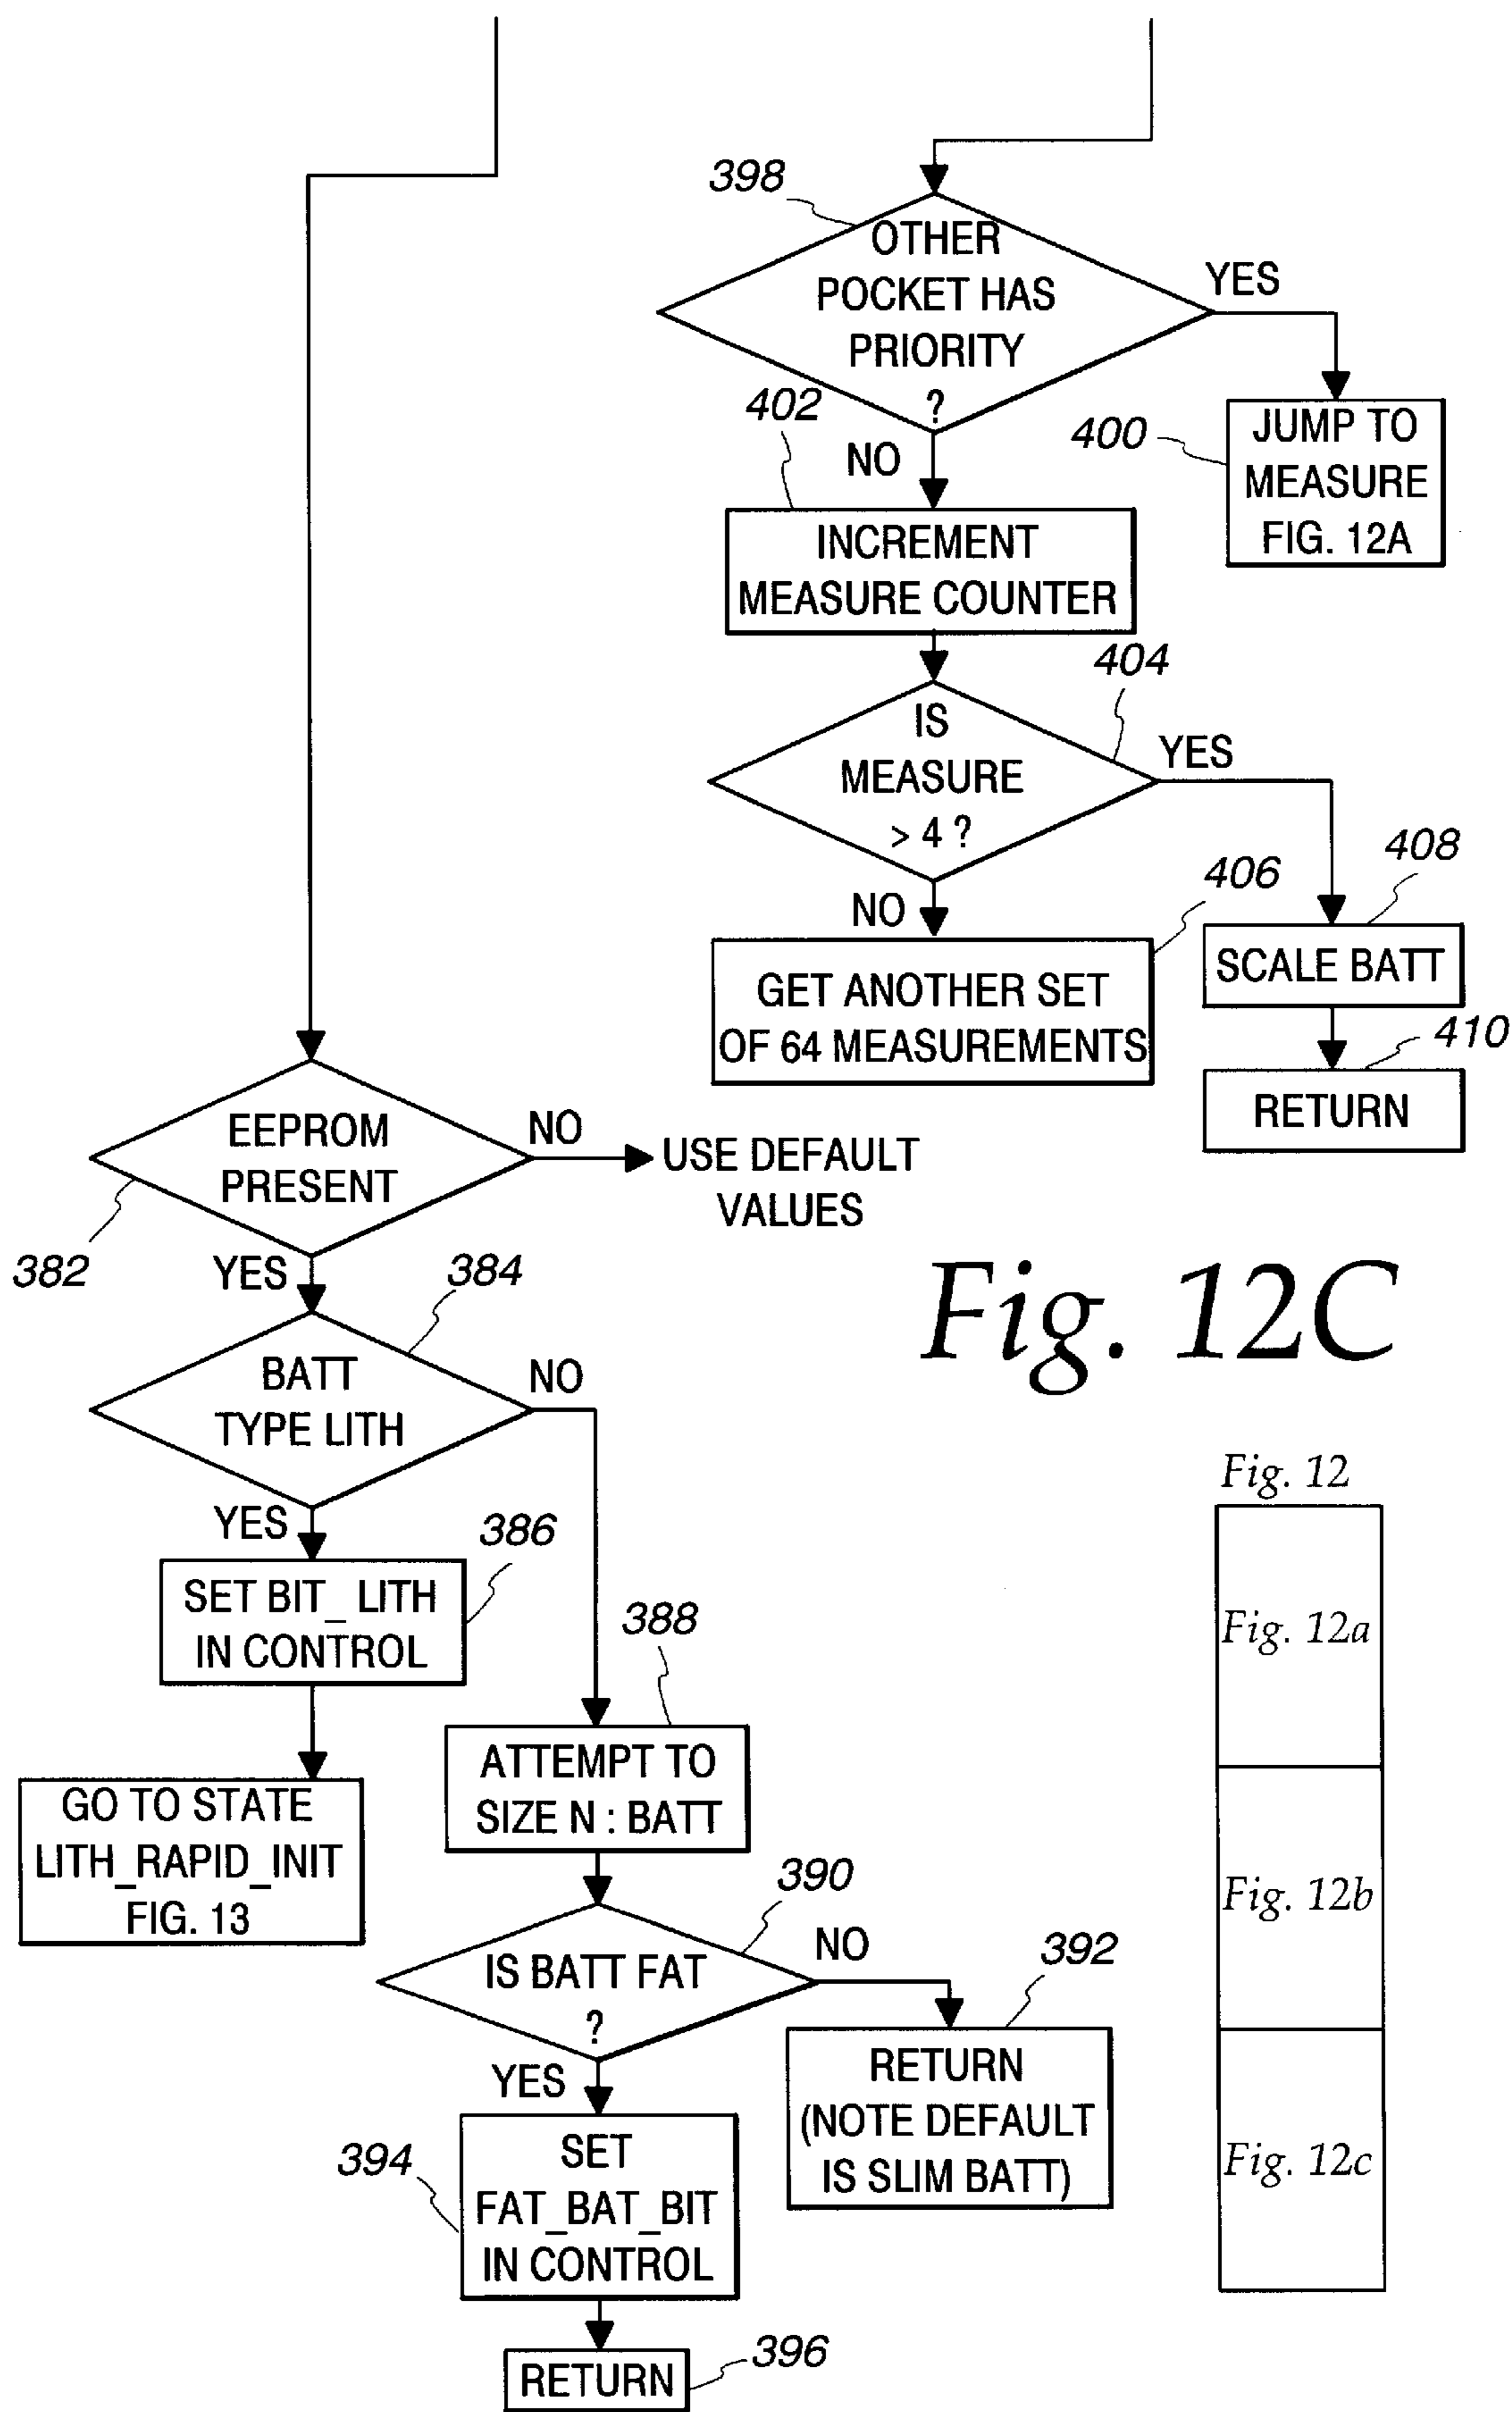 398
OTHER
POCKET HAS
PRIORITY
?
YES
400
JUMP TO
MEASURE
FIG. 12A
402
NO
INCREMENT
MEASURE COUNTER
404
IS
MEASURE
> 4 ?
YES
NO
406
GET ANOTHER SET
OF 64 MEASUREMENTS
408
SCALE BATT
410
RETURN
EEPROM
PRESENT
NO
USE DEFAULT
VALUES
382
YES
384
BATT
TYPE LITH
NO
YES
386
SET BIT_ LITH
IN CONTROL
GO TO STATE
LITH_RAPID_INIT
FIG. 13
388
ATTEMPT TO
SIZE N : BATT
390
IS BATT FAT
?
NO
392
RETURN
(NOTE DEFAULT
IS SLIM BATT)
YES
394
SET
FAT_BAT_BIT
IN CONTROL
RETURN
396
Fig. 12C
Fig. 12
Fig. 12a
Fig. 12b
Fig. 12c